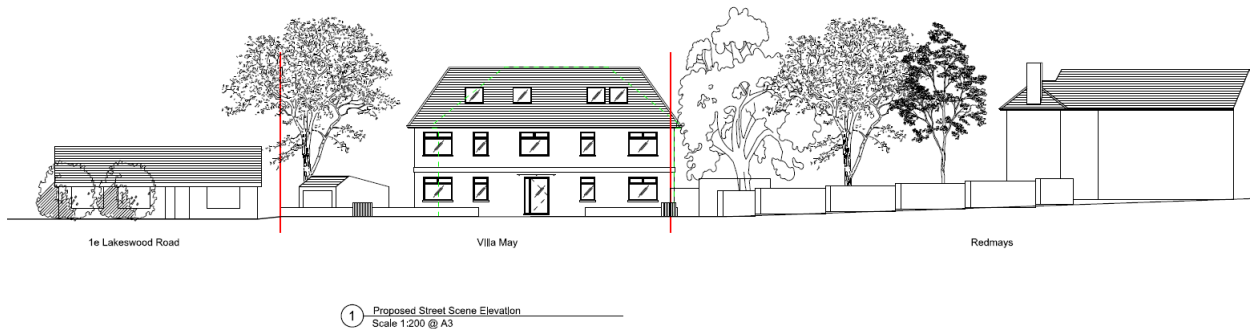 1e Lakeswood Road
Villa May
Redmays
1
Proposed Street Scene Elevation
Scale 1:200 @ A3